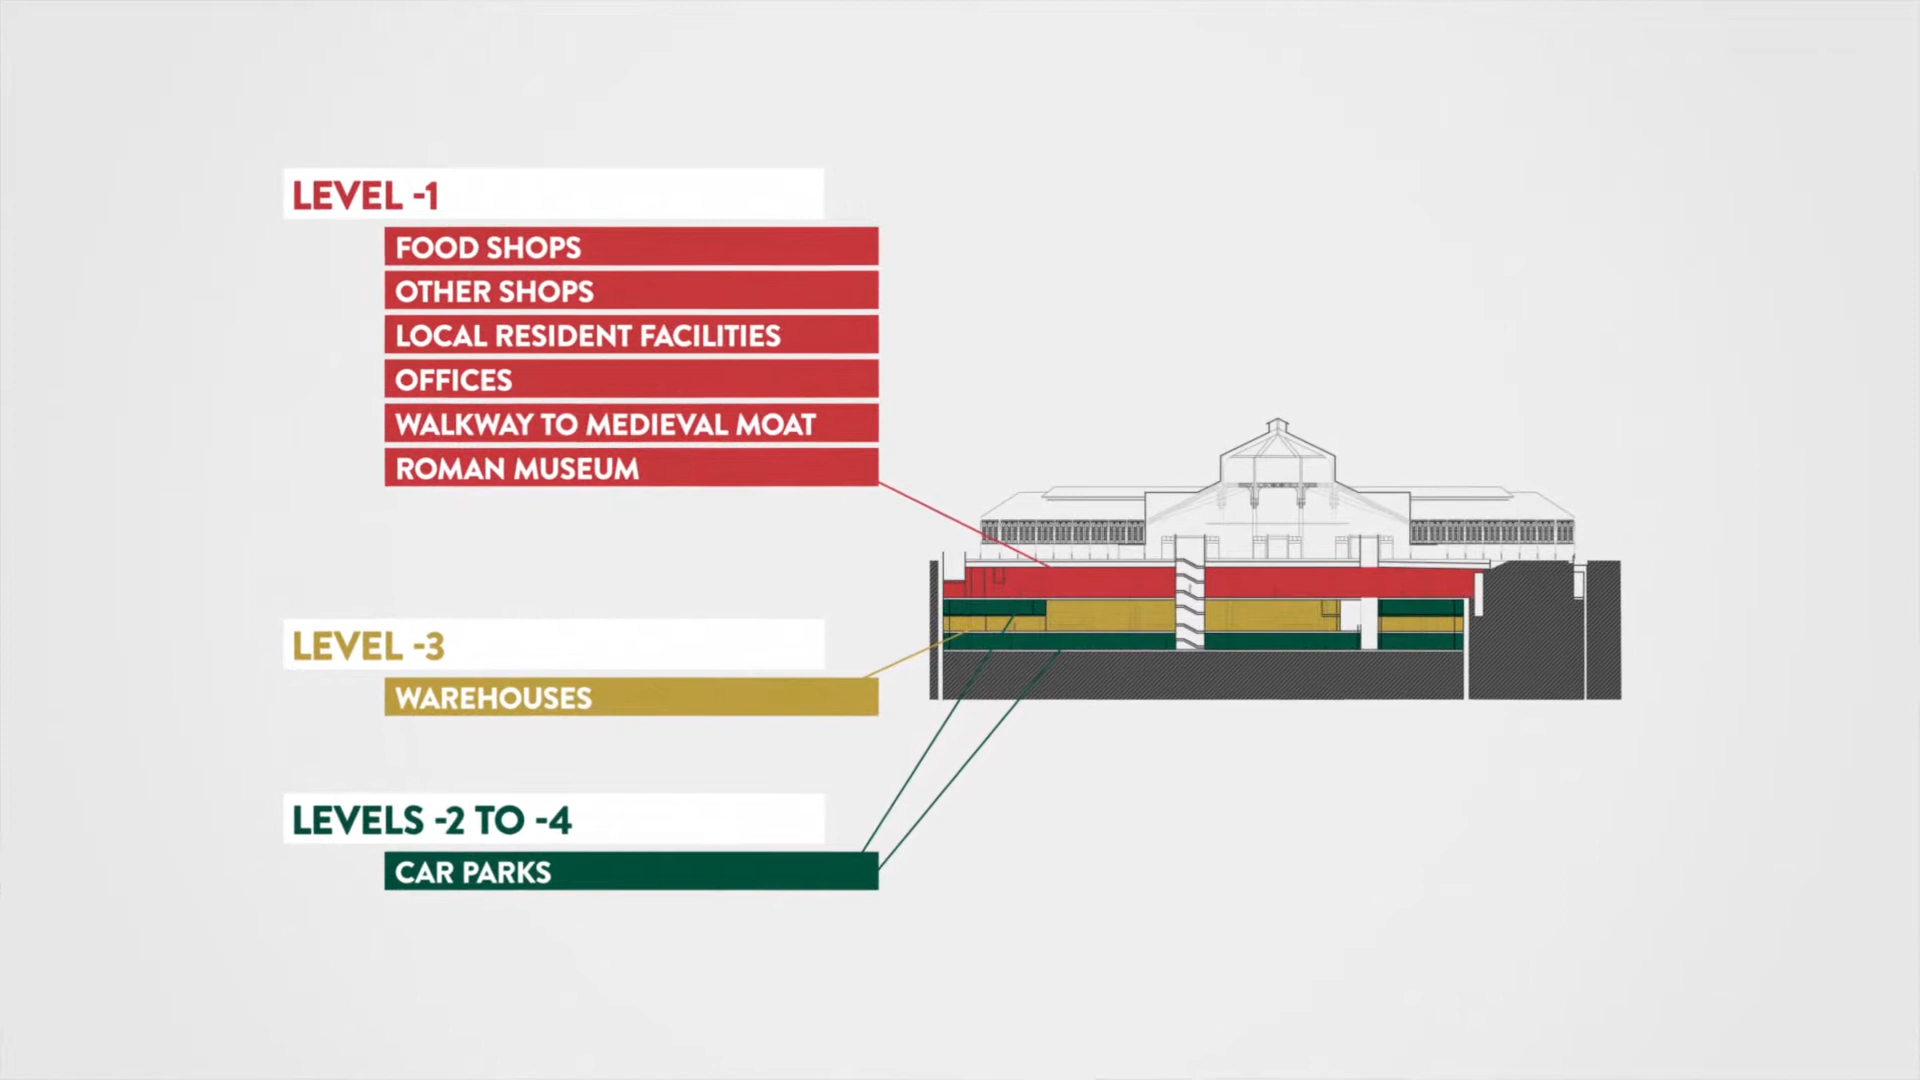 LEVEL -1
FOOD SHOPS
OTHER SHOPS
LOCAL RESIDENT FACILITIES
OFFICES
WALKWAY TO MEDIEVAL MOAT
ROMAN MUSEUM
LEVEL -3
WAREHOUSES
LEVELS -2 TO -4
CAR PARKS